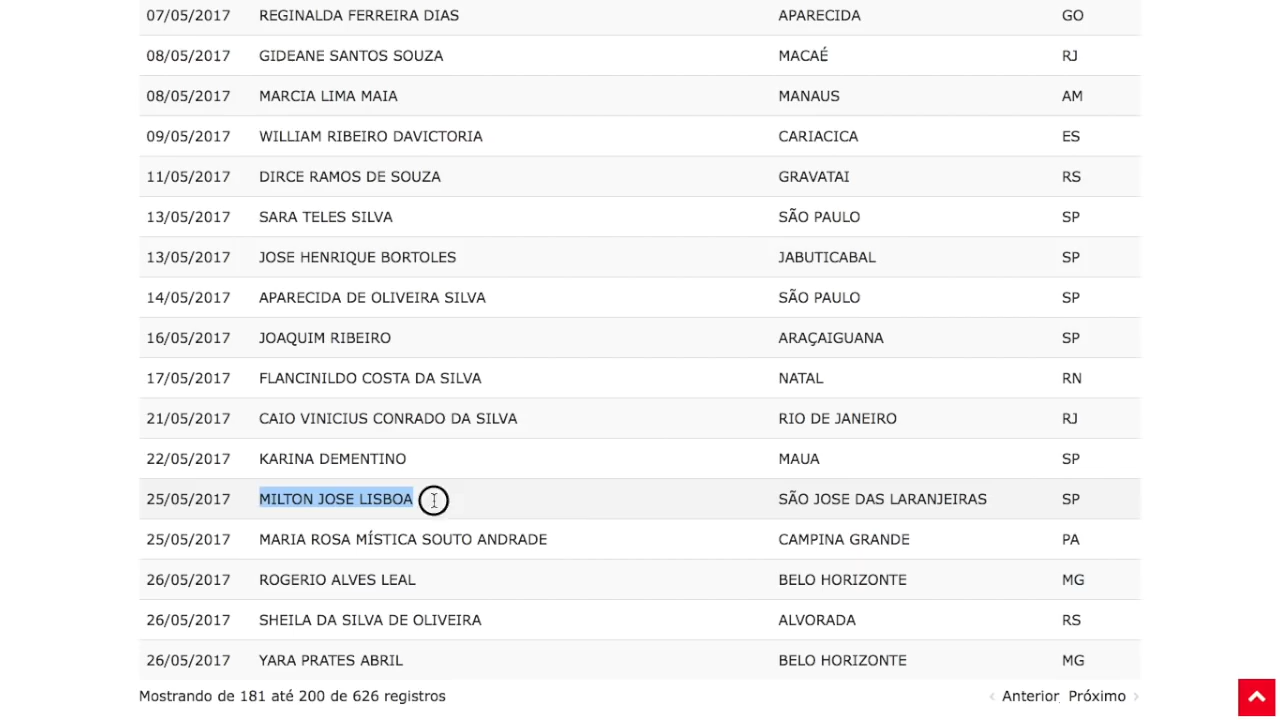 07/05/2017 REGINALDA FERREIRA DIAS APARECIDA GO
08/05/2017 GIDEANE SANTOS SOUZA MACAÉ RJ
08/05/2017 MARCIA LIMA MAIA MANAUS AM
09/05/2017 WILLIAM RIBEIRO DAVICTORIA CARIACICA ES
11/05/2017 DIRCE RAMOS DE SOUZA GRAVATAI RS
13/05/2017 SARA TELES SILVA SÃO PAULO SP
13/05/2017 JOSE HENRIQUE BORTOLES JABUTICABAL SP
14/05/2017 APARECIDA DE OLIVEIRA SILVA SÃO PAULO SP
16/05/2017 JOAQUIM RIBEIRO ARAÇAIGUANA SP
17/05/2017 FLANCINILDO COSTA DA SILVA NATAL RN
21/05/2017 CAIO VINICIUS CONRADO DA SILVA RIO DE JANEIRO RJ
22/05/2017 KARINA DEMENTINO MAUA SP
25/05/2017 MILTON JOSE LISBOA SÃO JOSE DAS LARANJEIRAS SP
25/05/2017 MARIA ROSA MÍSTICA SOUTO ANDRADE CAMPINA GRANDE PA
26/05/2017 ROGERIO ALVES LEAL BELO HORIZONTE MG
26/05/2017 SHEILA DA SILVA DE OLIVEIRA ALVORADA RS
26/05/2017 YARA PRATES ABRIL BELO HORIZONTE MG
Mostrando de 181 até 200 de 626 registros ‹ Anterior Próximo ›